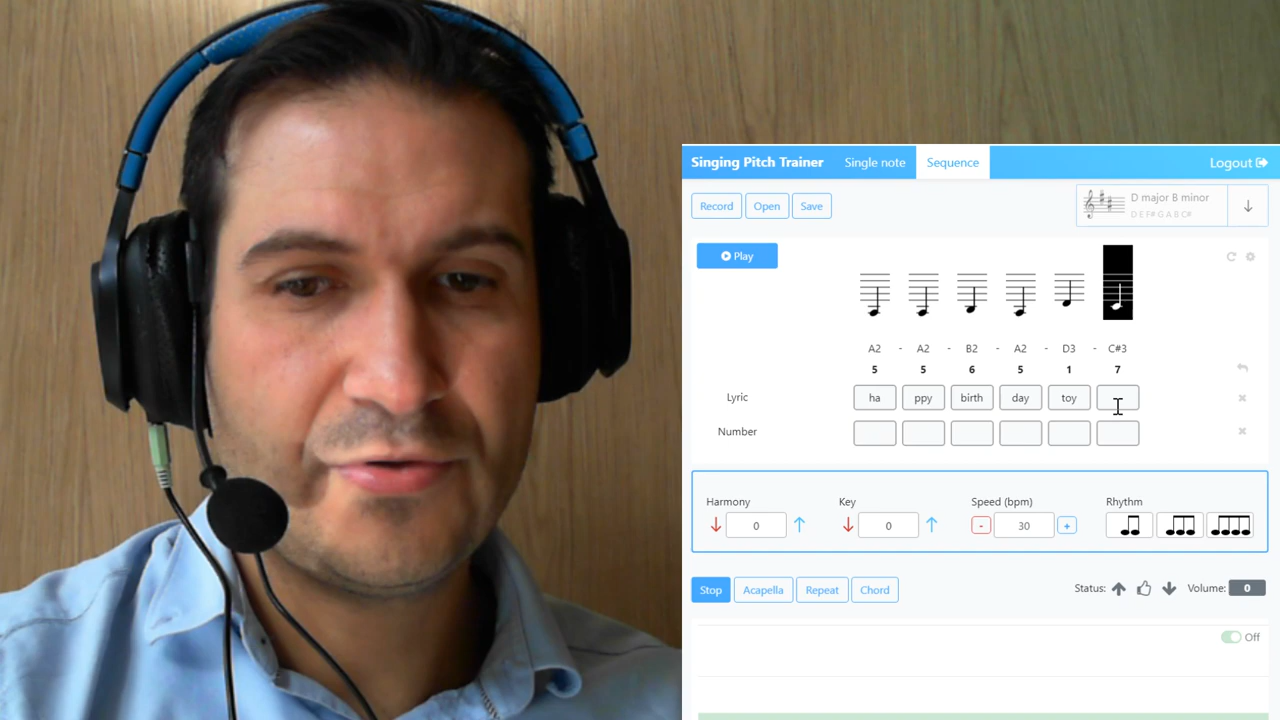 Singing Pitch Trainer Single note Sequence Logout
Record Open Save
D major B minor
D E F# G A B C#
Play
A2 - A2 - B2 - A2 - D3 - C#3
5 5 6 5 1 7
Lyric ha ppy birth day toy
Number
Harmony Key Speed (bpm) Rhythm
0 0 - 30 +
Stop Acapella Repeat Chord Status: Volume: 0
Off